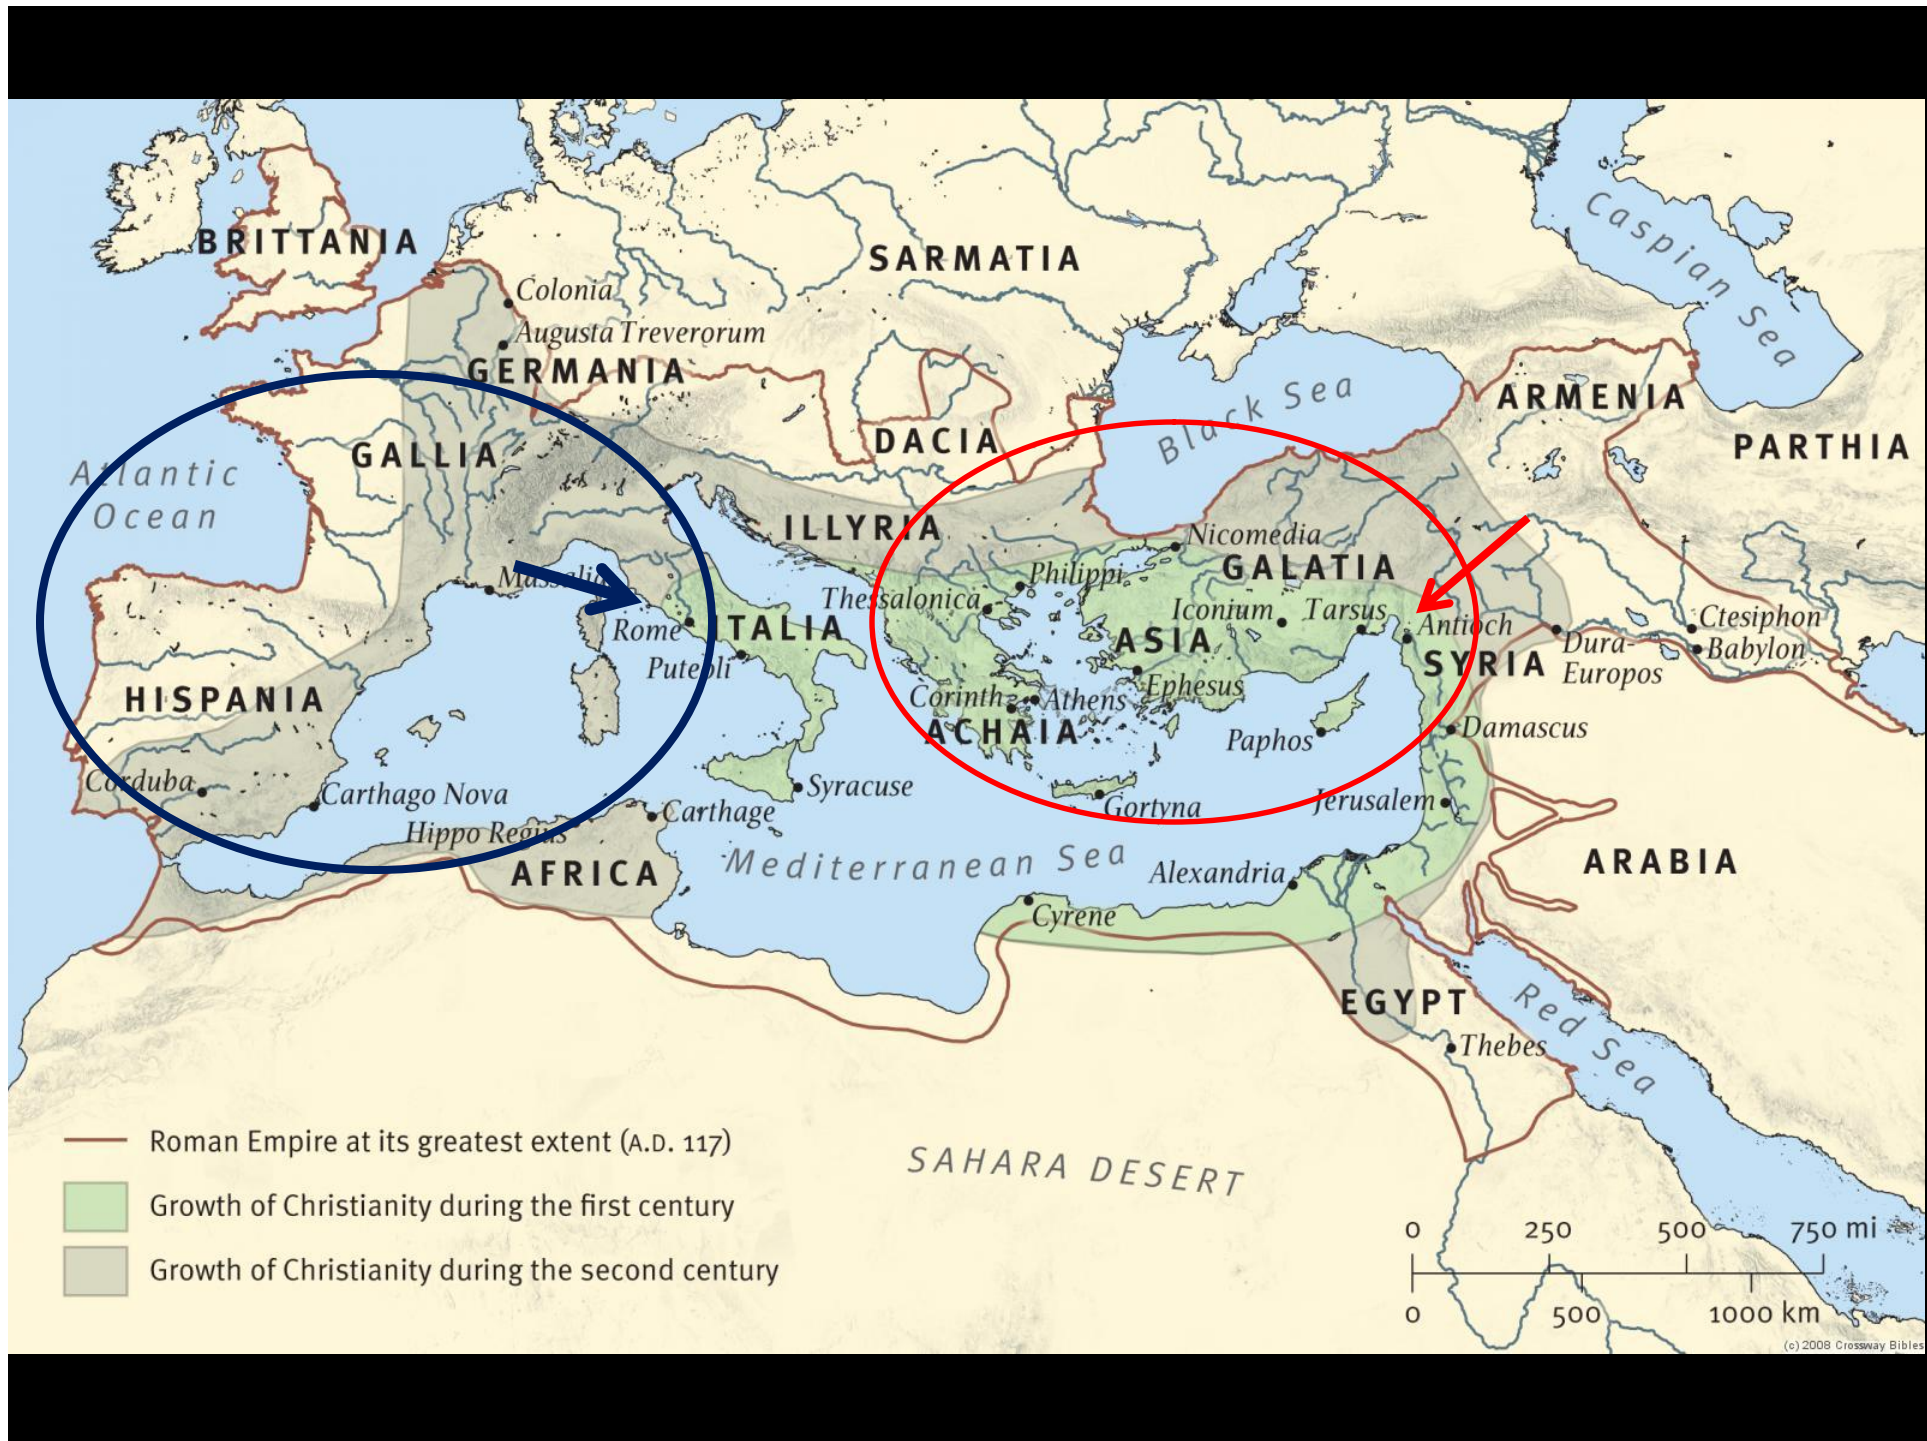 BRITTANIA
SARMATIA
Caspian Sea
Colonia
Augusta Treverorum
GERMANIA
Black Sea
ARMENIA
DACIA
PARTHIA
GALLIA
Atlantic
Ocean
ILLYRIA
Nicomedia
GALATIA
Massalia
Philippi
Thessalonica
Iconium
Tarsus
Antioch
Ctesiphon
Babylon
Rome
ITALIA
ASIA
Dura-
Europos
SYRIA
Puteoli
HISPANIA
Corinth
Athens
Ephesus
ACHAIA
Paphos
Damascus
Corduba
Carthago Nova
Syracuse
Gortyna
Jerusalem
Hippo Regius
Carthage
AFRICA
Mediterranean Sea
Alexandria
ARABIA
Cyrene
EGYPT
Red Sea
Thebes
Roman Empire at its greatest extent (A.D. 117)
SAHARA DESERT
Growth of Christianity during the first century
Growth of Christianity during the second century
0 250 500 750 mi
0 500 1000 km
(c) 2008 Crossway Bibles